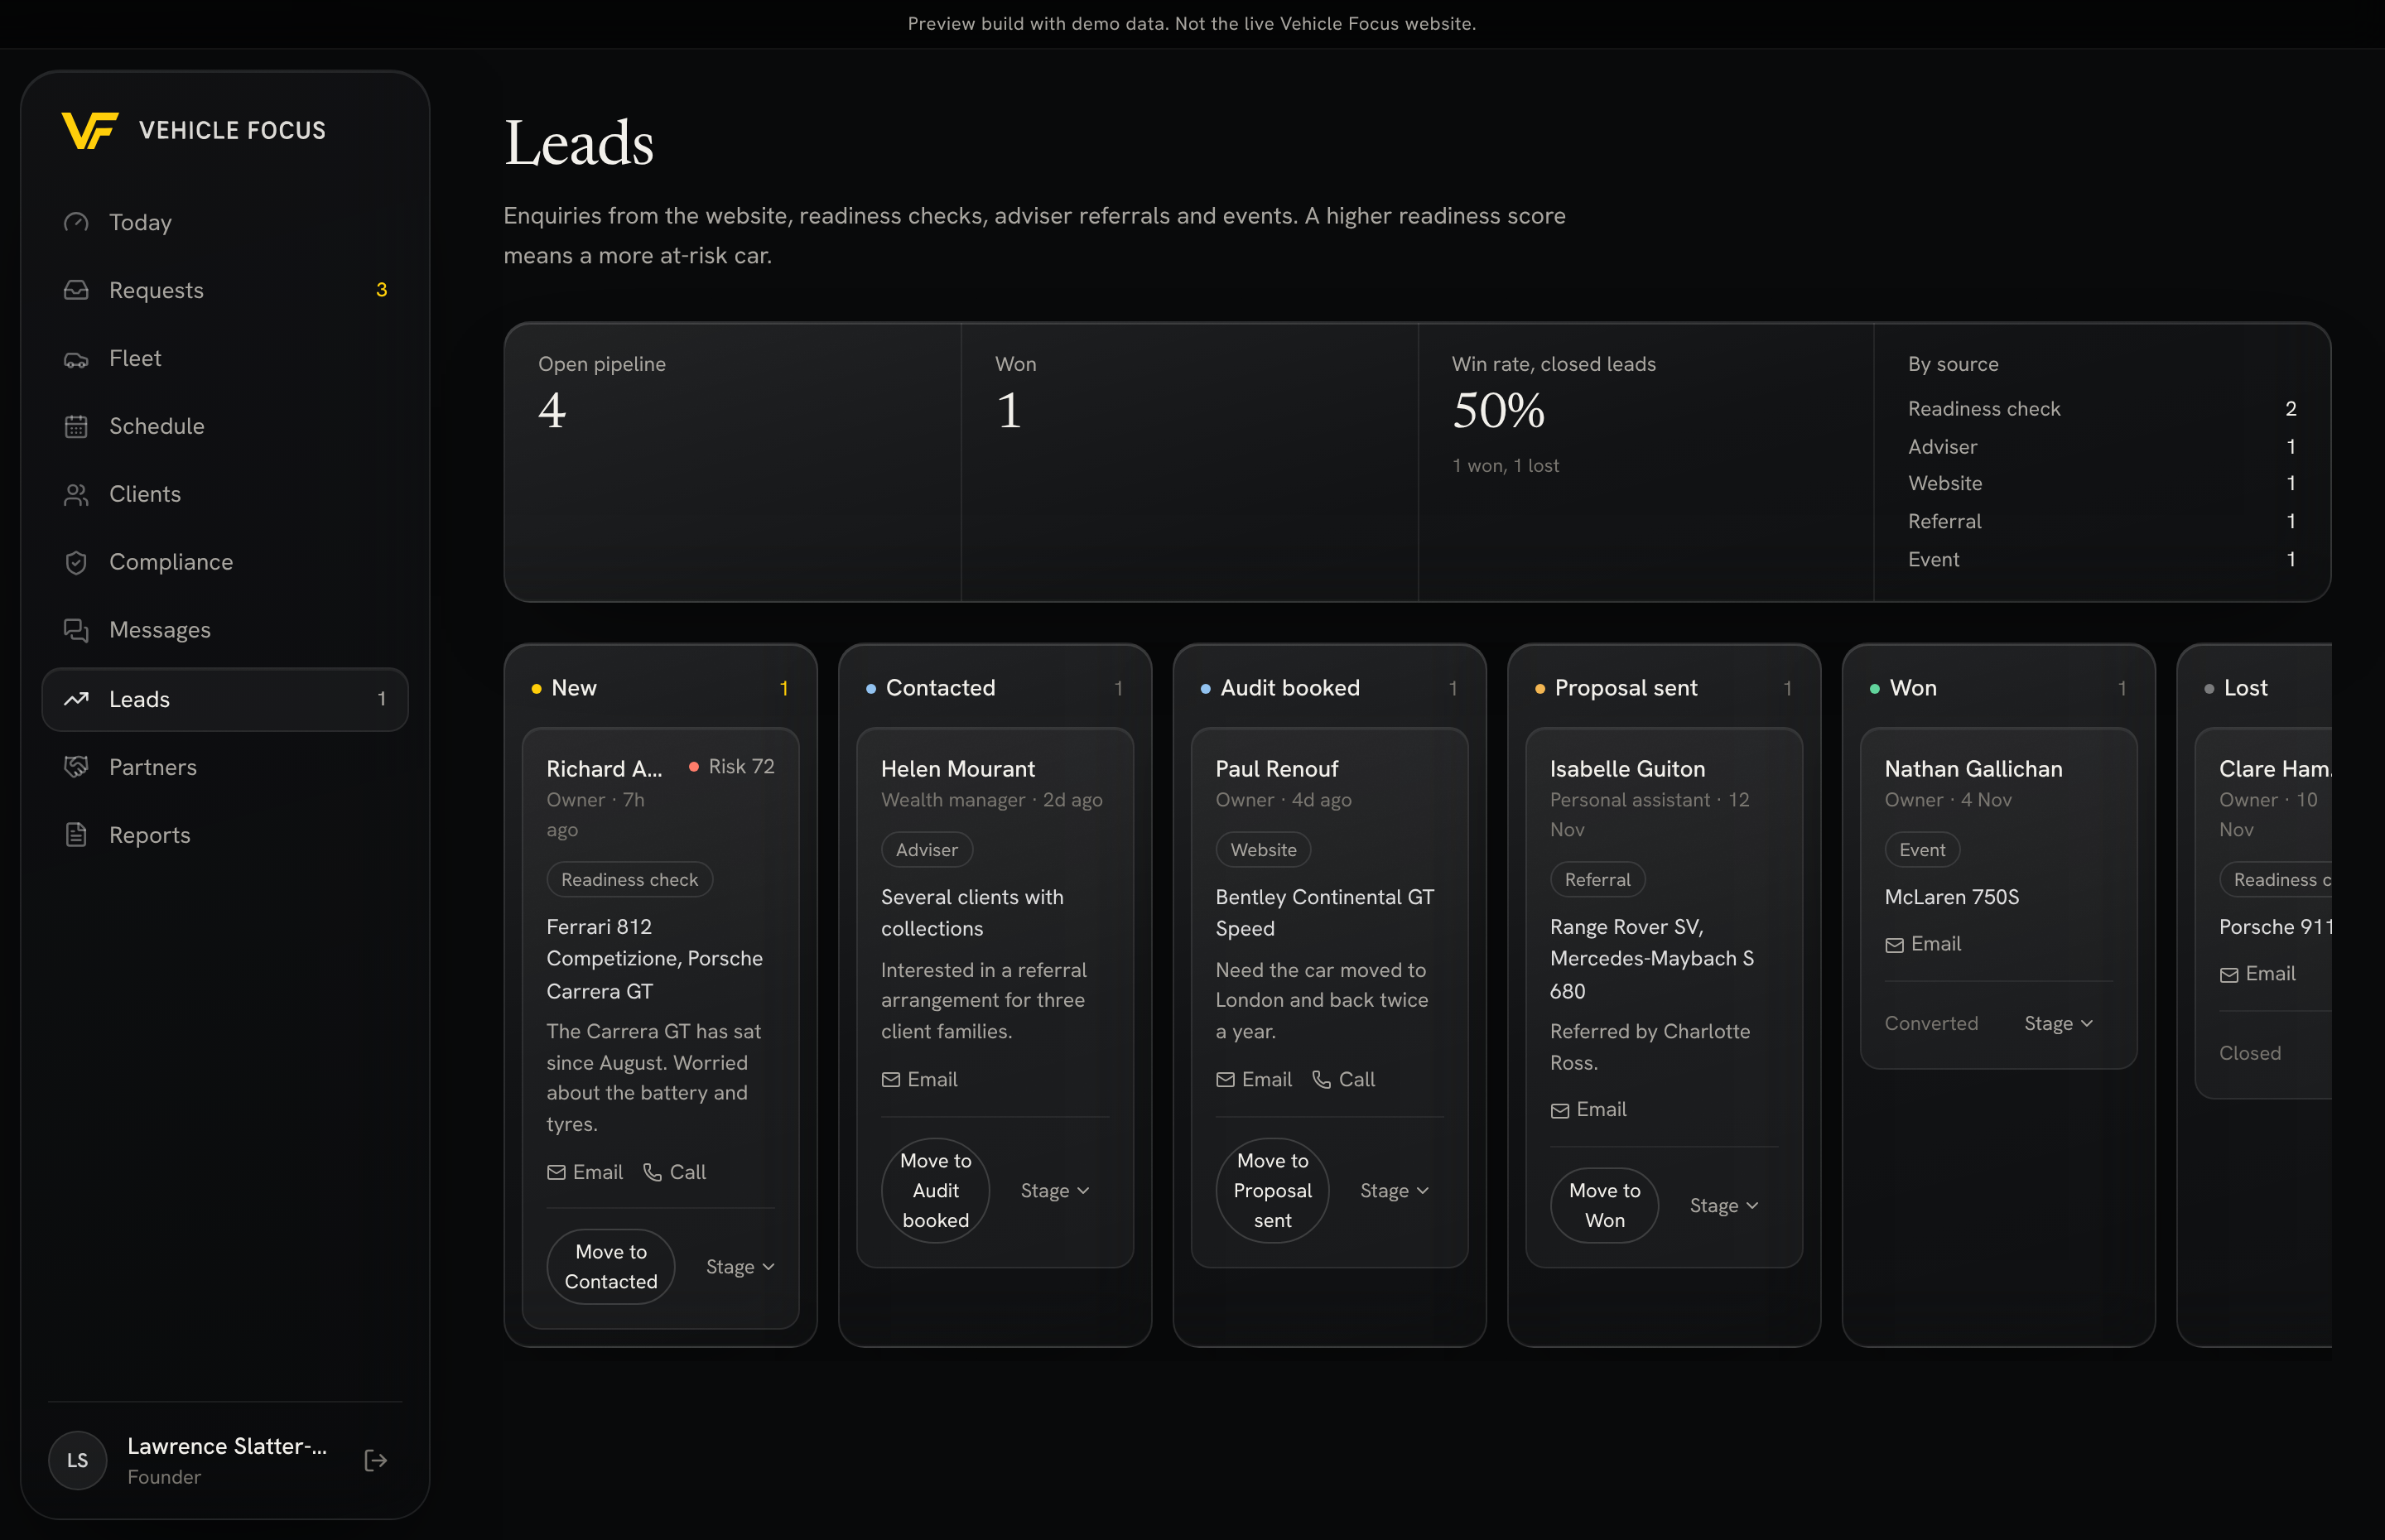 Preview build with demo data. Not the live Vehicle Focus website.
VF VEHICLE FOCUS
Today
Requests 3
Fleet
Schedule
Clients
Compliance
Messages
Leads 1
Partners
Reports
LS
Lawrence Slatter-...
Founder
Leads
Enquiries from the website, readiness checks, adviser referrals and events. A higher readiness score
means a more at-risk car.
Open pipeline
4
Won
1
Win rate, closed leads
50%
1 won, 1 lost
By source
Readiness check 2
Adviser 1
Website 1
Referral 1
Event 1
New 1
Richard A... Risk 72
Owner · 7h
ago
Readiness check
Ferrari 812
Competizione, Porsche
Carrera GT
The Carrera GT has sat
since August. Worried
about the battery and
tyres.
Email Call
Move to
Contacted
Stage
Contacted 1
Helen Mourant
Wealth manager · 2d ago
Adviser
Several clients with
collections
Interested in a referral
arrangement for three
client families.
Email
Move to
Audit
booked
Stage
Audit booked 1
Paul Renouf
Owner · 4d ago
Website
Bentley Continental GT
Speed
Need the car moved to
London and back twice
a year.
Email Call
Move to
Proposal
sent
Stage
Proposal sent 1
Isabelle Guiton
Personal assistant · 12
Nov
Referral
Range Rover SV,
Mercedes-Maybach S
680
Referred by Charlotte
Ross.
Email
Move to
Won
Stage
Won 1
Nathan Gallichan
Owner · 4 Nov
Event
McLaren 750S
Email
Converted Stage
Lost
Clare Ham.
Owner · 10
Nov
Readiness c
Porsche 911
Email
Closed